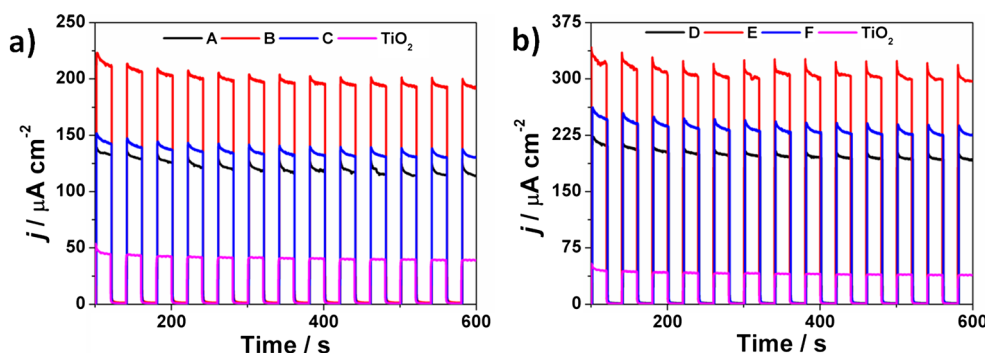 a)
A B C TiO₂
250
200
150
100
50
0
j / μA cm⁻²
200 400 600
Time / s
b)
D E F TiO₂
375
300
225
150
75
0
j / μA cm⁻²
200 400 600
Time / s